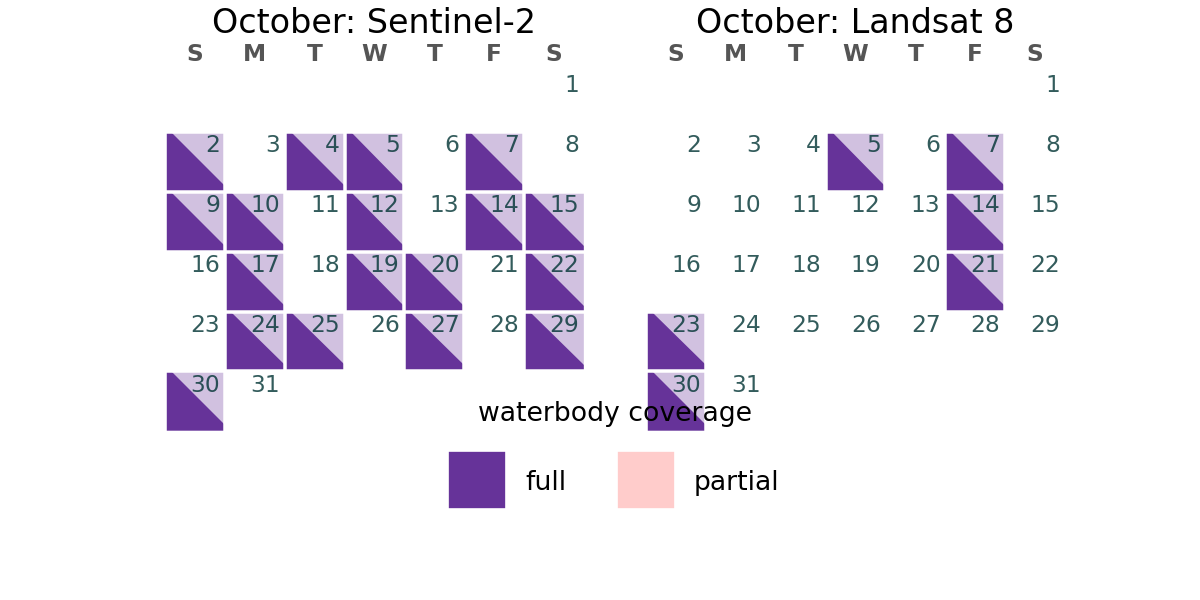 October: Sentinel-2
S M T W T F S
1
2 3 4 5 6 7 8
9 10 11 12 13 14 15
16 17 18 19 20 21 22
23 24 25 26 27 28 29
30 31
October: Landsat 8
S M T W T F S
1
2 3 4 5 6 7 8
9 10 11 12 13 14 15
16 17 18 19 20 21 22
23 24 25 26 27 28 29
30 31
waterbody coverage
full partial